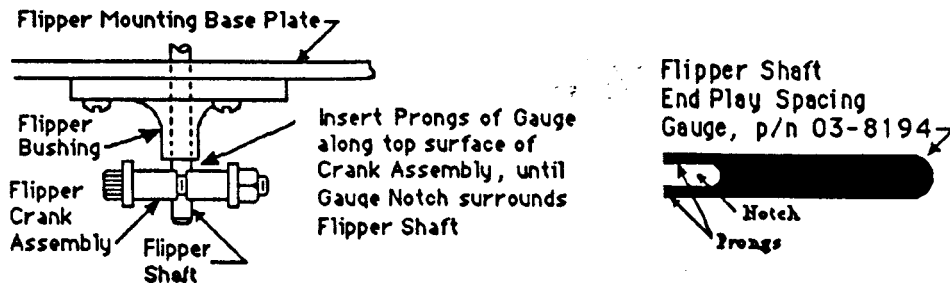 Flipper Mounting Base Plate
Flipper
Bushing
Flipper
Crank
Assembly
Flipper
Shaft
Insert Prongs of Gauge
along top surface of
Crank Assembly, until
Gauge Notch surrounds
Flipper Shaft
Flipper Shaft
End Play Spacing
Gauge, p/n 03-8194
Notch
Prongs